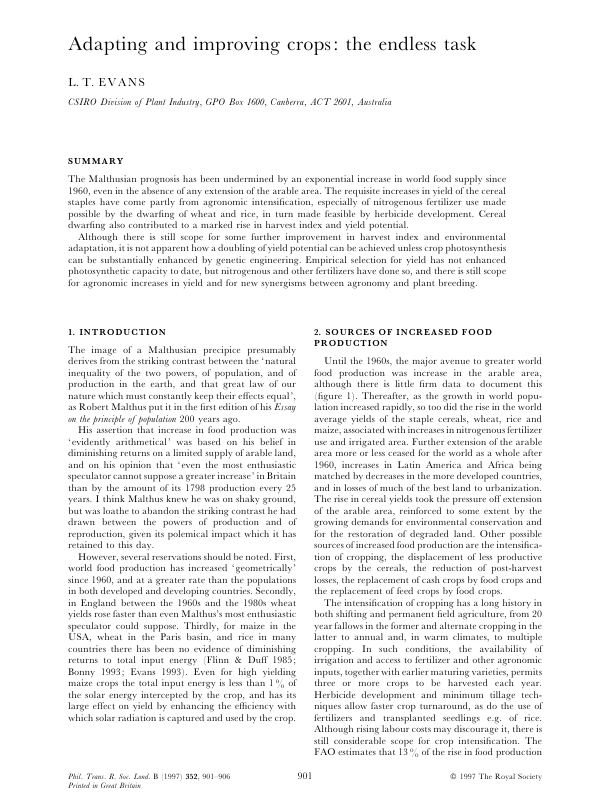 Adapting and improving crops: the endless task
L. T. EVANS
CSIRO Division of Plant Industry, GPO Box 1600, Canberra, ACT 2601, Australia
SUMMARY
The Malthusian prognosis has been undermined by an exponential increase in world food supply since
1960, even in the absence of any extension of the arable area. The requisite increases in yield of the cereal
staples have come partly from agronomic intensification, especially of nitrogenous fertilizer use made
possible by the dwarfing of wheat and rice, in turn made feasible by herbicide development. Cereal
dwarfing also contributed to a marked rise in harvest index and yield potential.
Although there is still scope for some further improvement in harvest index and environmental
adaptation, it is not apparent how a doubling of yield potential can be achieved unless crop photosynthesis
can be substantially enhanced by genetic engineering. Empirical selection for yield has not enhanced
photosynthetic capacity to date, but nitrogenous and other fertilizers have done so, and there is still scope
for agronomic increases in yield and for new synergisms between agronomy and plant breeding.
1. INTRODUCTION
The image of a Malthusian precipice presumably
derives from the striking contrast between the ‘natural
inequality of the two powers, of population, and of
production in the earth, and that great law of our
nature which must constantly keep their effects equal’,
as Robert Malthus put it in the first edition of his Essay
on the principle of population 200 years ago.
His assertion that increase in food production was
‘evidently arithmetical’ was based on his belief in
diminishing returns on a limited supply of arable land,
and on his opinion that ‘even the most enthusiastic
speculator cannot suppose a greater increase’ in Britain
than by the amount of its 1798 production every 25
years. I think Malthus knew he was on shaky ground,
but was loathe to abandon the striking contrast he had
drawn between the powers of production and of
reproduction, given its polemical impact which it has
retained to this day.
However, several reservations should be noted. First,
world food production has increased ‘geometrically’
since 1960, and at a greater rate than the populations
in both developed and developing countries. Secondly,
in England between the 1960s and the 1980s wheat
yields rose faster than even Malthus's most enthusiastic
speculator could suppose. Thirdly, for maize in the
USA, wheat in the Paris basin, and rice in many
countries there has been no evidence of diminishing
returns to total input energy (Flinn & Duff 1985;
Bonny 1993; Evans 1993). Even for high yielding
maize crops the total input energy is less than 1% of
the solar energy intercepted by the crop, and has its
large effect on yield by enhancing the efficiency with
which solar radiation is captured and used by the crop.
2. SOURCES OF INCREASED FOOD
PRODUCTION
Until the 1960s, the major avenue to greater world
food production was increase in the arable area,
although there is little firm data to document this
(figure 1). Thereafter, as the growth in world popu-
lation increased rapidly, so too did the rise in the world
average yields of the staple cereals, wheat, rice and
maize, associated with increases in nitrogenous fertilizer
use and irrigated area. Further extension of the arable
area more or less ceased for the world as a whole after
1960, increases in Latin America and Africa being
matched by decreases in the more developed countries,
and in losses of much of the best land to urbanization.
The rise in cereal yields took the pressure off extension
of the arable area, reinforced to some extent by the
growing demands for environmental conservation and
for the restoration of degraded land. Other possible
sources of increased food production are the intensifica-
tion of cropping, the displacement of less productive
crops by the cereals, the reduction of post-harvest
losses, the replacement of cash crops by food crops and
the replacement of feed crops by food crops.
The intensification of cropping has a long history in
both shifting and permanent field agriculture, from 20
year fallows in the former and alternate cropping in the
latter to annual and, in warm climates, to multiple
cropping. In such conditions, the availability of
irrigation and access to fertilizer and other agronomic
inputs, together with earlier maturing varieties, permits
three or more crops to be harvested each year.
Herbicide development and minimum tillage tech-
niques allow faster crop turnaround, as do the use of
fertilizers and transplanted seedlings e.g. of rice.
Although rising labour costs may discourage it, there is
still considerable scope for crop intensification. The
FAO estimates that 13% of the rise in food production
Phil. Trans. R. Soc. Lond. B (1997) 352, 901–906
Printed in Great Britain
901
© 1997 The Royal Society